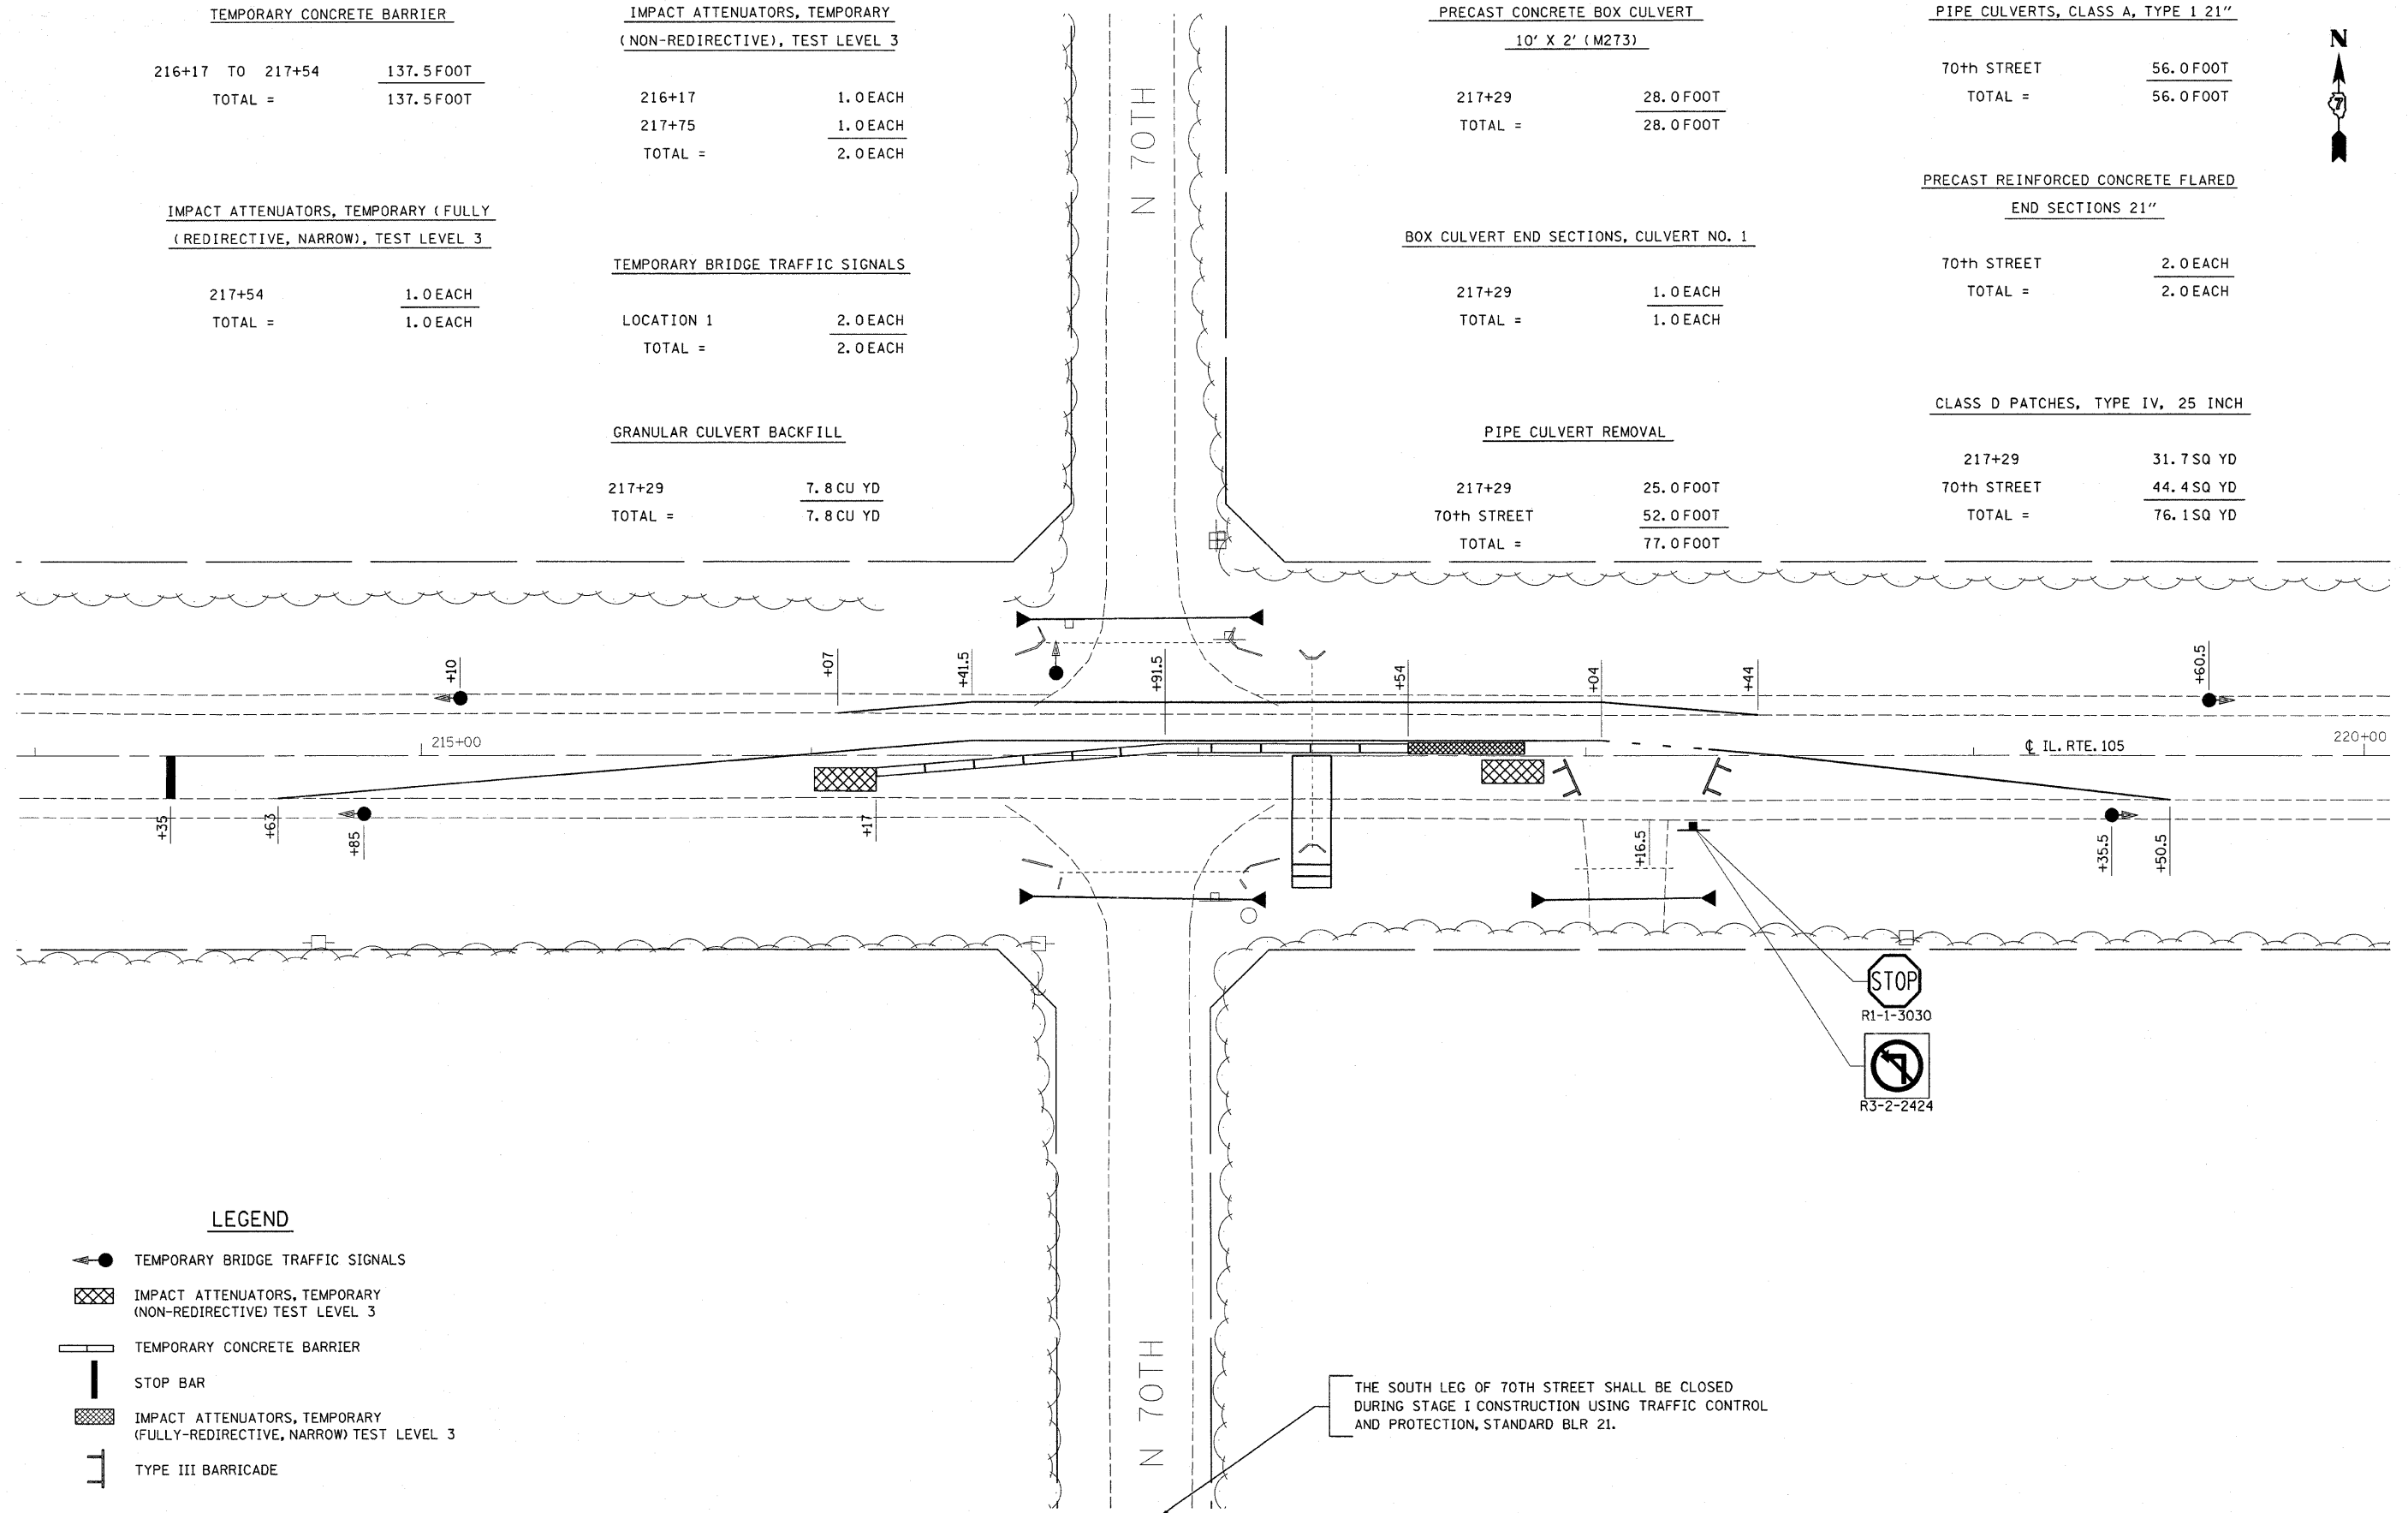 TEMPORARY CONCRETE BARRIER
216+17 TO 217+54 137.5 FOOT
TOTAL = 137.5 FOOT
IMPACT ATTENUATORS, TEMPORARY (FULLY
(REDIRECTIVE, NARROW), TEST LEVEL 3
217+54 1.0 EACH
TOTAL = 1.0 EACH
IMPACT ATTENUATORS, TEMPORARY
(NON-REDIRECTIVE), TEST LEVEL 3
216+17 1.0 EACH
217+75 1.0 EACH
TOTAL = 2.0 EACH
TEMPORARY BRIDGE TRAFFIC SIGNALS
LOCATION 1 2.0 EACH
TOTAL = 2.0 EACH
GRANULAR CULVERT BACKFILL
217+29 7.8 CU YD
TOTAL = 7.8 CU YD
N 70TH
PRECAST CONCRETE BOX CULVERT
10' X 2' (M273)
217+29 28.0 FOOT
TOTAL = 28.0 FOOT
BOX CULVERT END SECTIONS, CULVERT NO. 1
217+29 1.0 EACH
TOTAL = 1.0 EACH
PIPE CULVERT REMOVAL
217+29 25.0 FOOT
70th STREET 52.0 FOOT
TOTAL = 77.0 FOOT
PIPE CULVERTS, CLASS A, TYPE 1 21"
70th STREET 56.0 FOOT
TOTAL = 56.0 FOOT
PRECAST REINFORCED CONCRETE FLARED
END SECTIONS 21"
70th STREET 2.0 EACH
TOTAL = 2.0 EACH
CLASS D PATCHES, TYPE IV, 25 INCH
217+29 31.7 SQ YD
70th STREET 44.4 SQ YD
TOTAL = 76.1 SQ YD
N
7
+10
+07
+41.5
+91.5
+54
+04
+44
+60.5
215+00
℄ IL. RTE. 105
220+00
+35
+63
+85
+17
+16.5
+35.5
+50.5
STOP
R1-1-3030
R3-2-2424
LEGEND
TEMPORARY BRIDGE TRAFFIC SIGNALS
IMPACT ATTENUATORS, TEMPORARY
(NON-REDIRECTIVE) TEST LEVEL 3
TEMPORARY CONCRETE BARRIER
STOP BAR
IMPACT ATTENUATORS, TEMPORARY
(FULLY-REDIRECTIVE, NARROW) TEST LEVEL 3
TYPE III BARRICADE
N 70TH
THE SOUTH LEG OF 70TH STREET SHALL BE CLOSED
DURING STAGE I CONSTRUCTION USING TRAFFIC CONTROL
AND PROTECTION, STANDARD BLR 21.